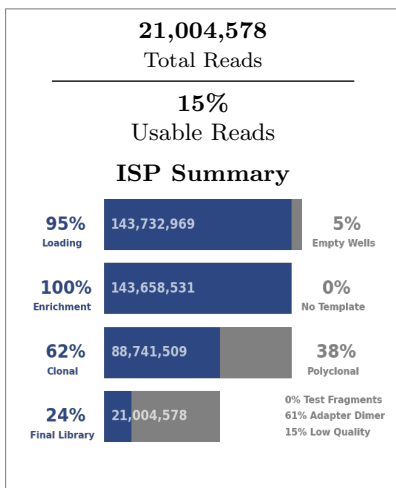 21,004,578
Total Reads
15%
Usable Reads
ISP Summary
95% 143,732,969 5%
Loading Empty Wells
100% 143,658,531 0%
Enrichment No Template
62% 88,741,509 38%
Clonal Polyclonal
24% 21,004,578 0% Test Fragments
61% Adapter Dimer
Final Library 15% Low Quality